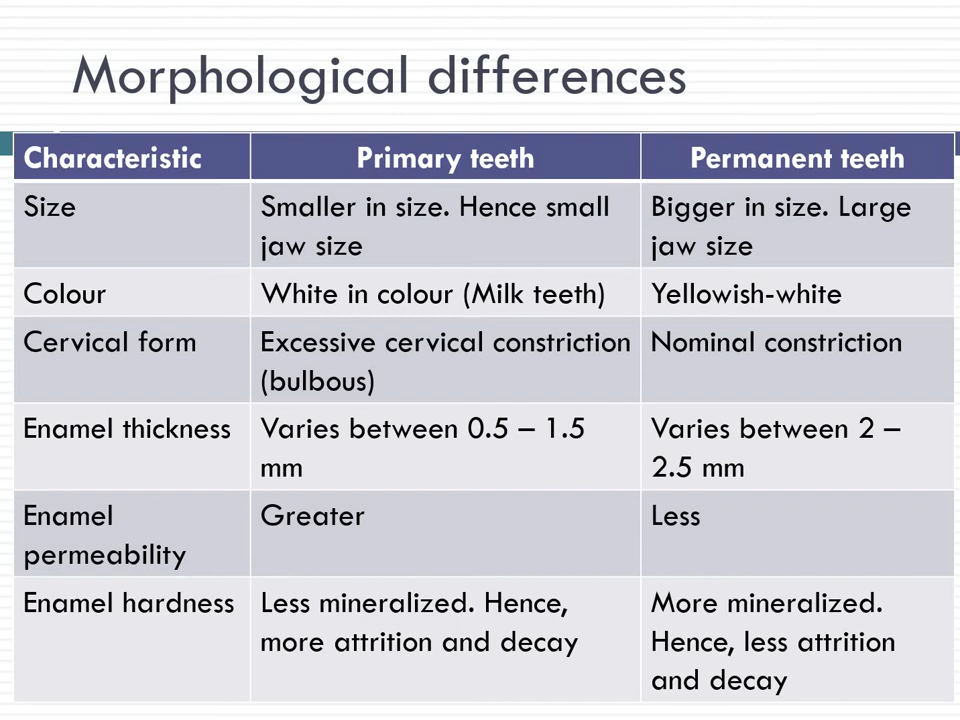 Morphological differences
Characteristic Primary teeth Permanent teeth
Size Smaller in size. Hence small Bigger in size. Large
jaw size jaw size
Colour White in colour (Milk teeth) Yellowish-white
Cervical form Excessive cervical constriction Nominal constriction
(bulbous)
Enamel thickness Varies between 0.5 – 1.5 Varies between 2 –
mm 2.5 mm
Enamel Greater Less
permeability
Enamel hardness Less mineralized. Hence, More mineralized.
more attrition and decay Hence, less attrition
and decay